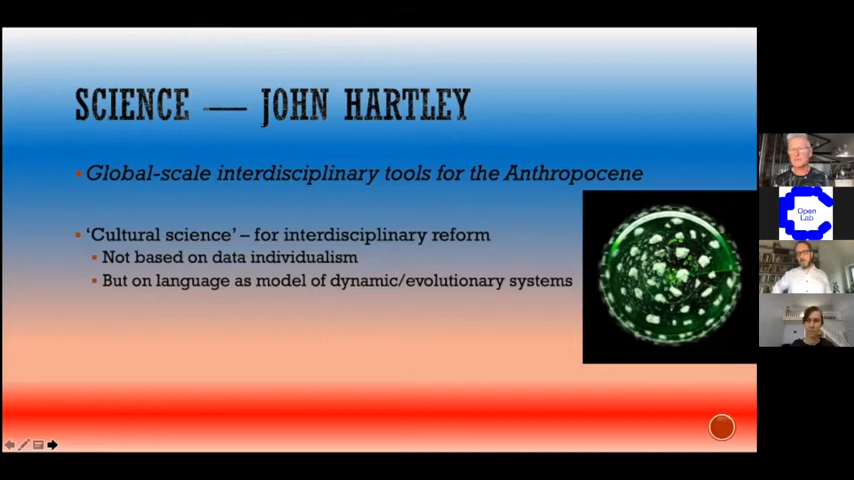 SCIENCE — JOHN HARTLEY
Global-scale interdisciplinary tools for the Anthropocene
‘Cultural science’ – for interdisciplinary reform
Not based on data individualism
But on language as model of dynamic/evolutionary systems
Open
Lab